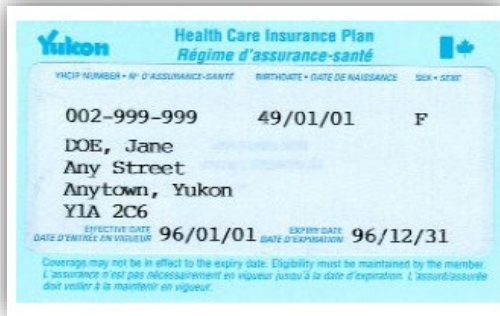 Yukon
Health Care Insurance Plan
Régime d'assurance-santé
YHCIP NUMBER • Nº D'ASSURANCE-SANTÉ BIRTHDATE • DATE DE NAISSANCE SEX • SEXE
002-999-999 49/01/01 F
DOE, Jane
Any Street
Anytown, Yukon
Y1A 2C6
EFFECTIVE DATE EXPIRY DATE
DATE D'ENTRÉE EN VIGUEUR 96/01/01 DATE D'EXPIRATION 96/12/31
Coverage may not be in effect to the expiry date. Eligibility must be maintained by the member.
L'assurance n'est pas nécessairement en vigueur jusqu'à la date d'expiration. L'assuré/assurée
doit veiller à la maintenir en vigueur.